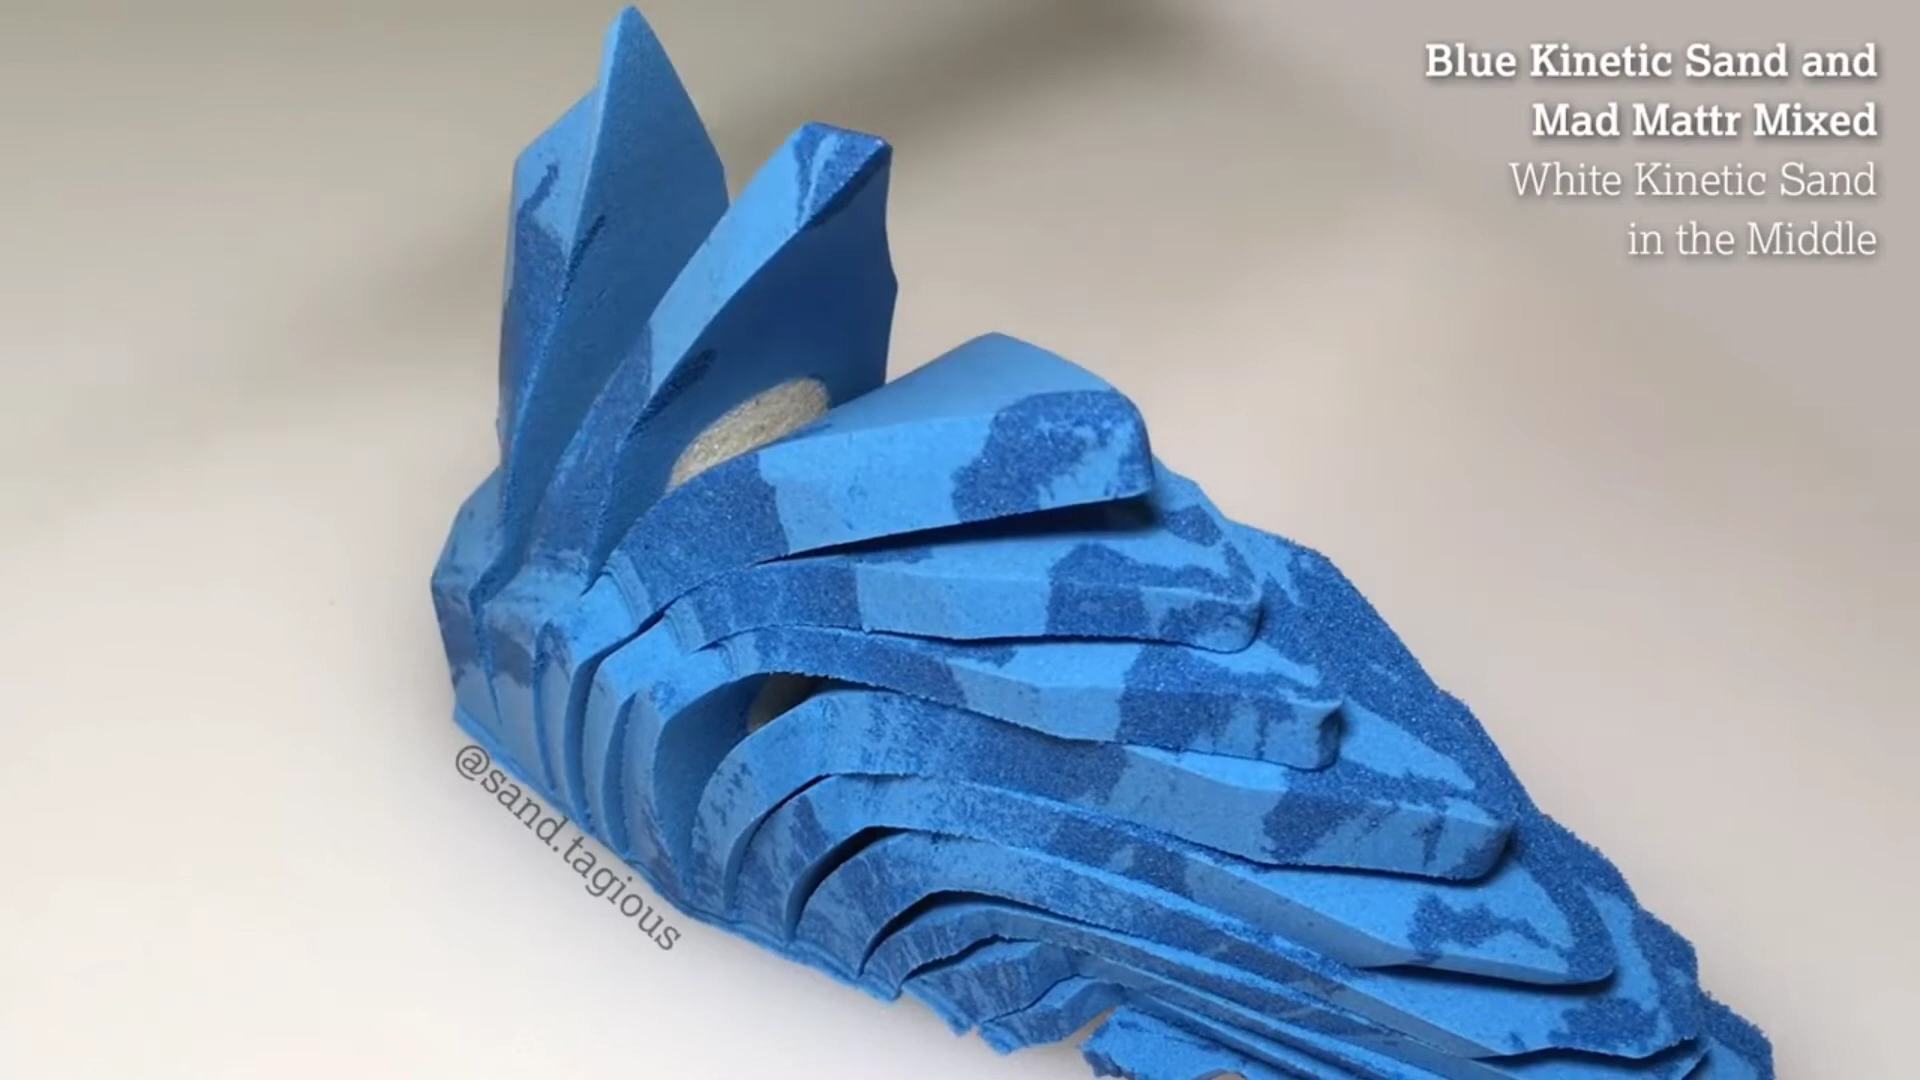 Blue Kinetic Sand and
Mad Mattr Mixed
White Kinetic Sand
in the Middle
@sand.tagious